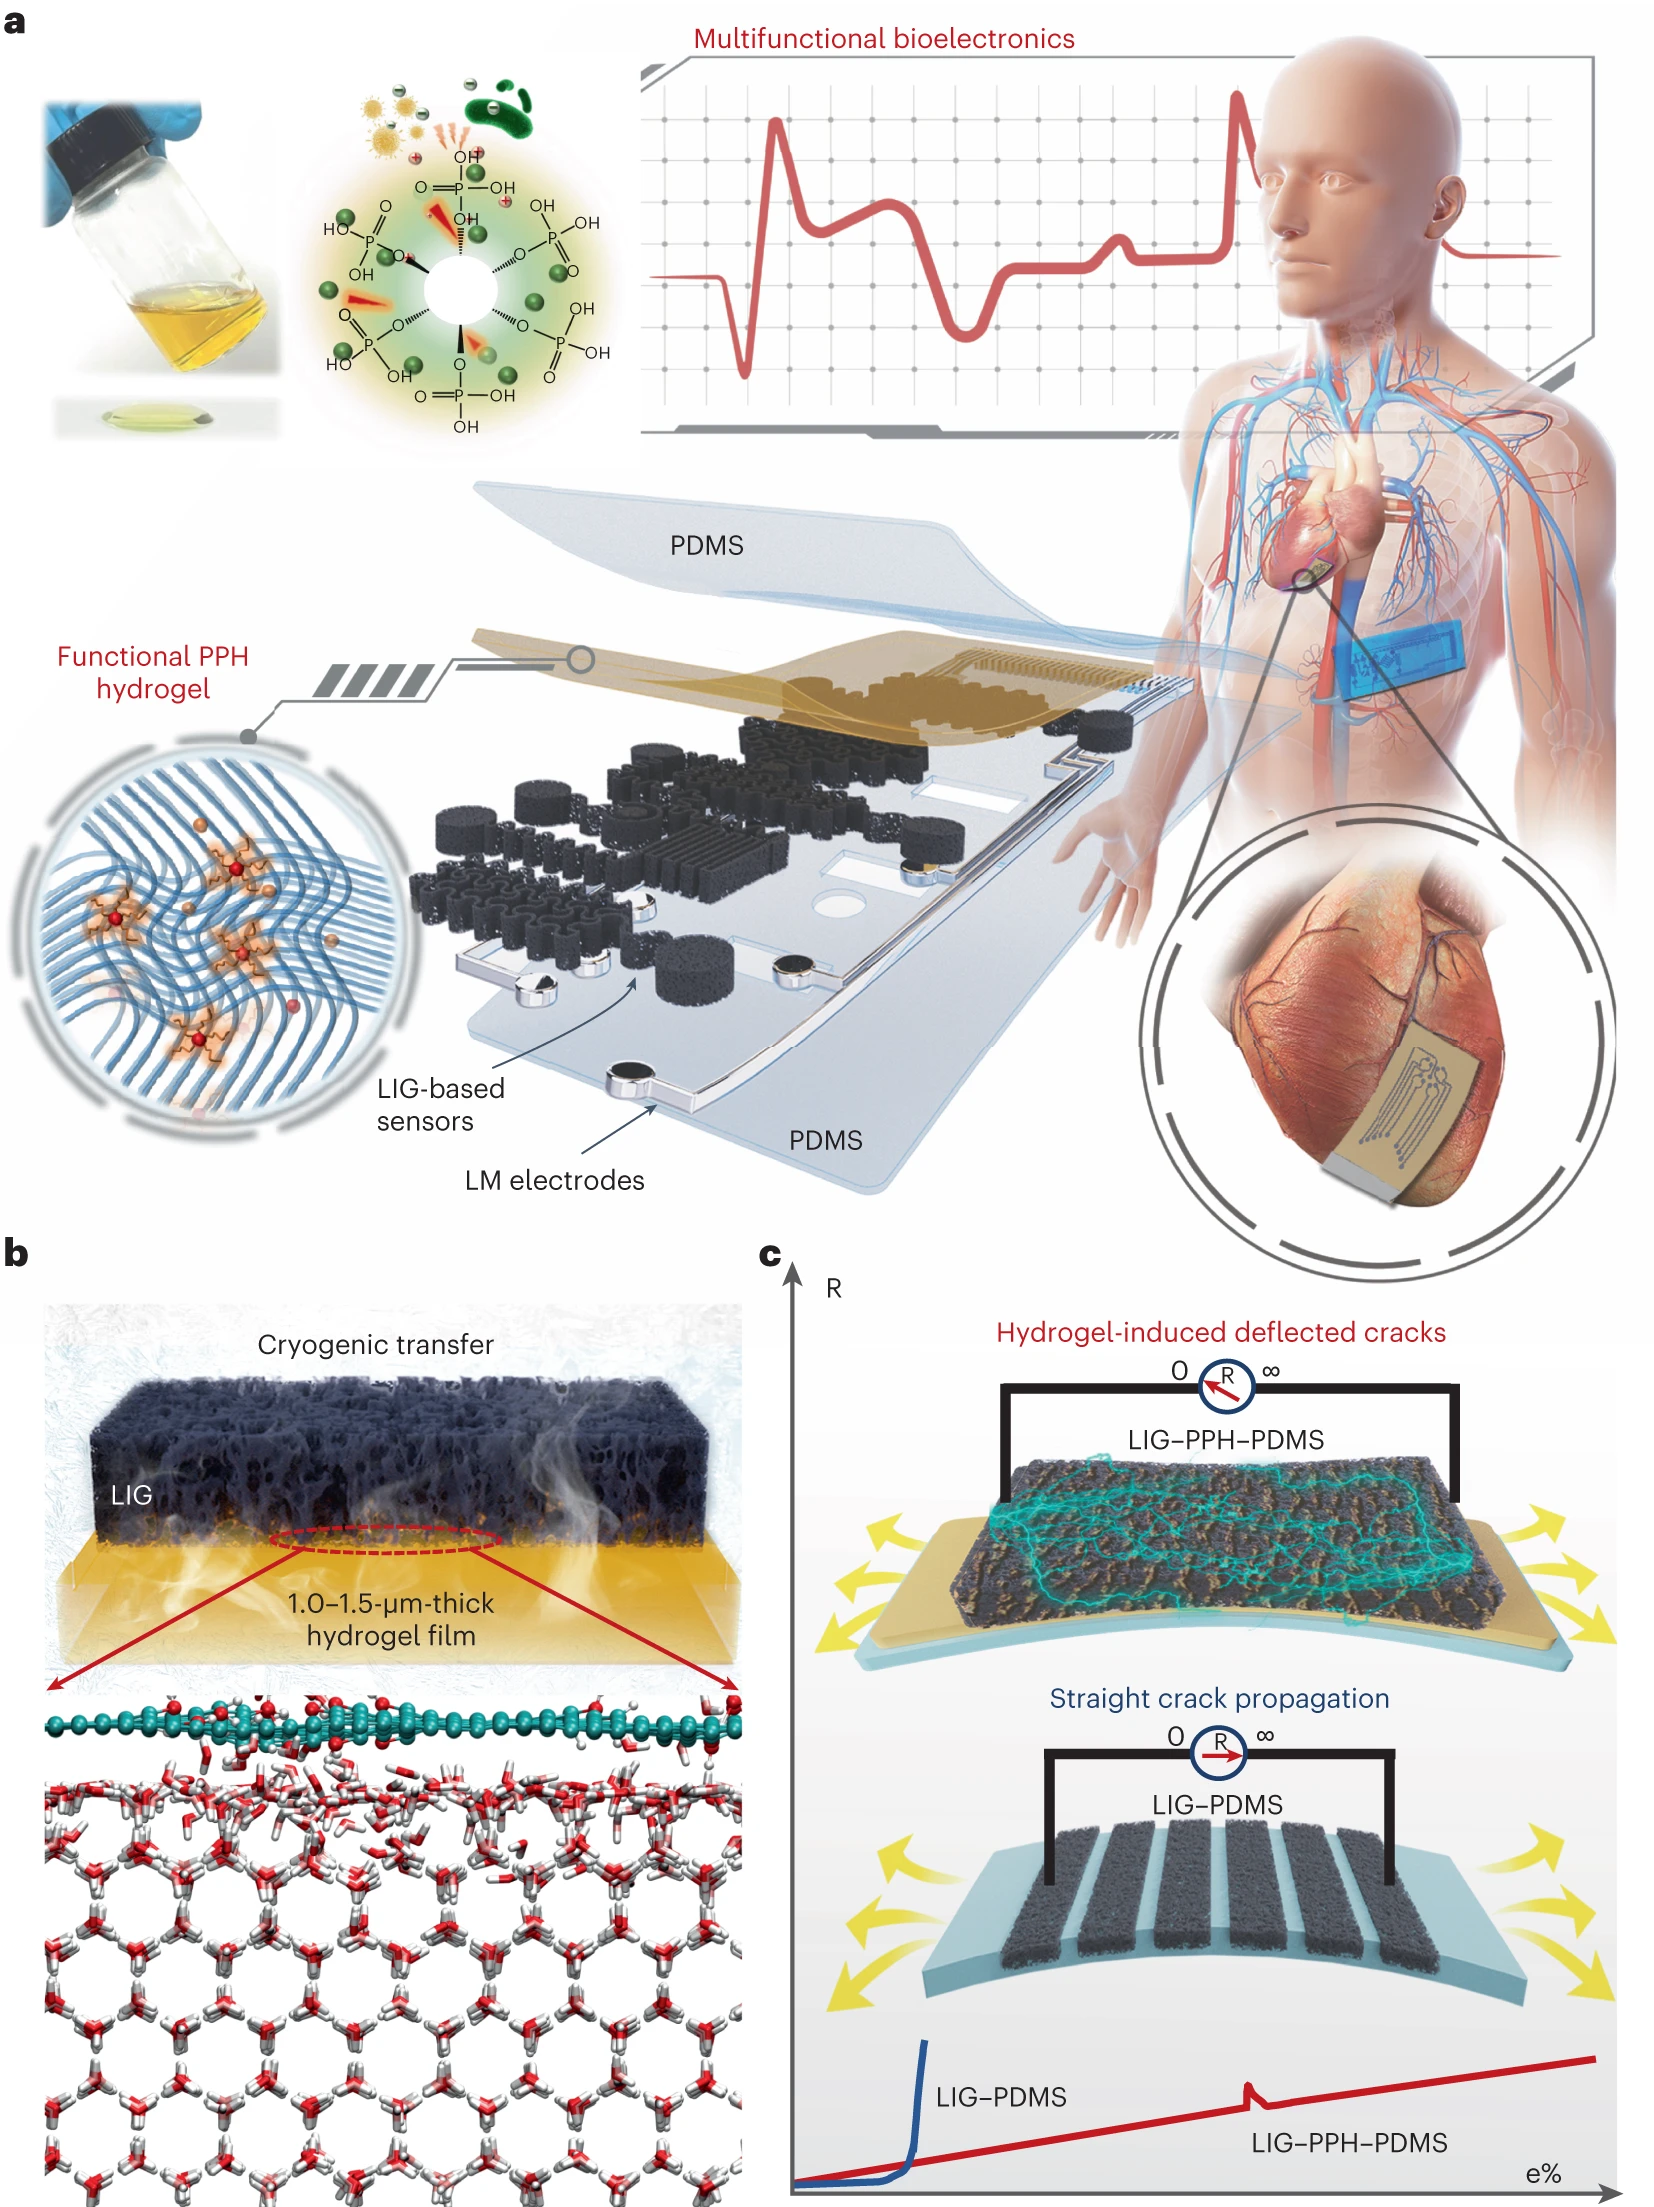 a
Multifunctional bioelectronics
OH
O
P
OH
OH
O
HO
P
O
OH
OH
OH
P
O
O
O
HO
P
O
OH
OH
O
P
OH
O
O
O
P
OH
OH
PDMS
Functional PPH
hydrogel
LIG-based
sensors
LM electrodes
PDMS
b
Cryogenic transfer
LIG
1.0–1.5-µm-thick
hydrogel film
c
R
Hydrogel-induced deflected cracks
0 R ∞
LIG–PPH–PDMS
Straight crack propagation
0 R ∞
LIG–PDMS
LIG–PDMS
LIG–PPH–PDMS
e%